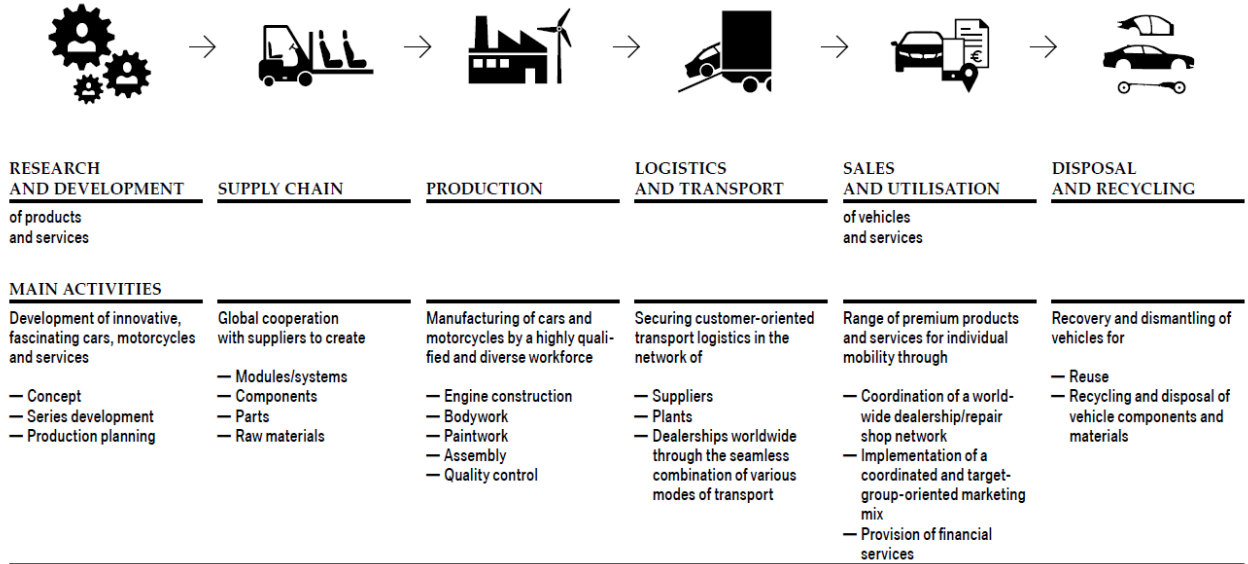 €
RESEARCH
AND DEVELOPMENT
of products
and services
SUPPLY CHAIN
PRODUCTION
LOGISTICS
AND TRANSPORT
SALES
AND UTILISATION
of vehicles
and services
DISPOSAL
AND RECYCLING
MAIN ACTIVITIES
Development of innovative,
fascinating cars, motorcycles
and services
— Concept
— Series development
— Production planning
Global cooperation
with suppliers to create
— Modules/systems
— Components
— Parts
— Raw materials
Manufacturing of cars and
motorcycles by a highly quali-
fied and diverse workforce
— Engine construction
— Bodywork
— Paintwork
— Assembly
— Quality control
Securing customer-oriented
transport logistics in the
network of
— Suppliers
— Plants
— Dealerships worldwide
through the seamless
combination of various
modes of transport
Range of premium products
and services for individual
mobility through
— Coordination of a world-
wide dealership/repair
shop network
— Implementation of a
coordinated and target-
group-oriented marketing
mix
— Provision of financial
services
Recovery and dismantling of
vehicles for
— Reuse
— Recycling and disposal of
vehicle components and
materials